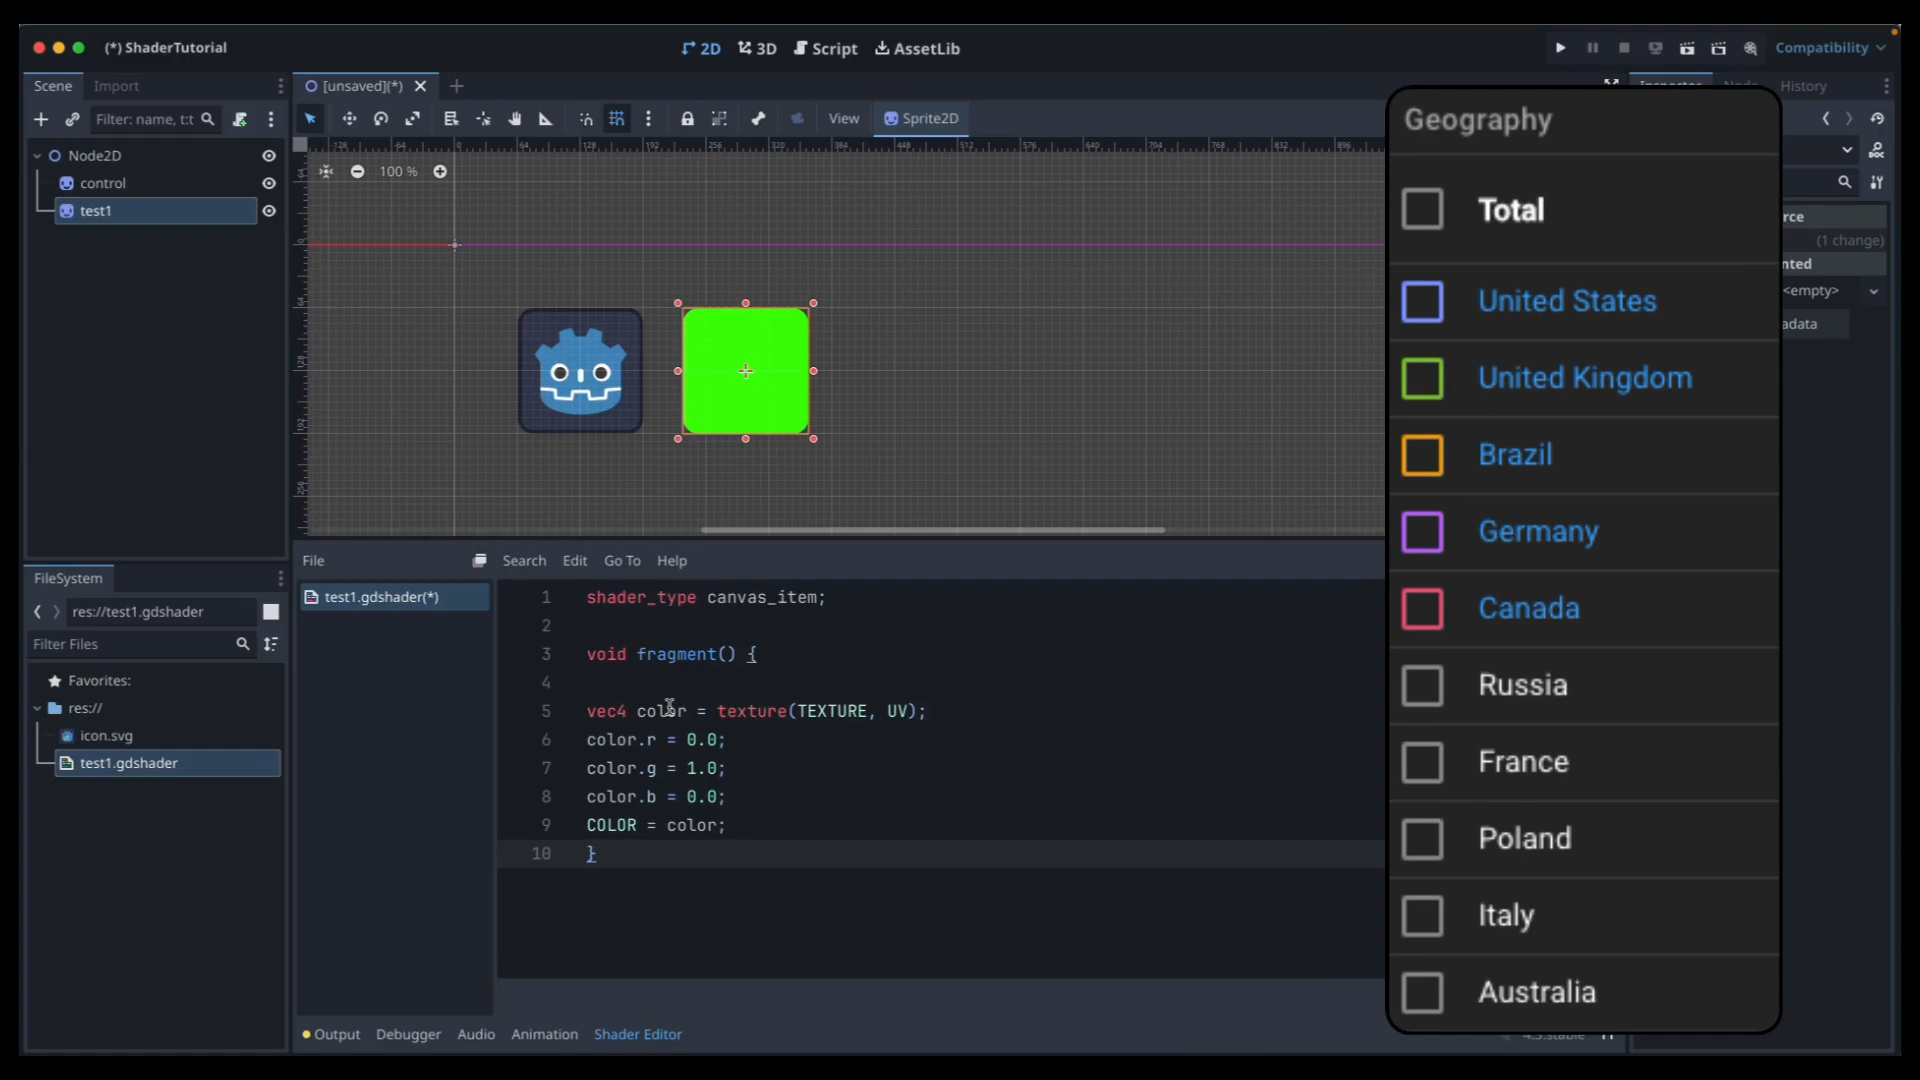 (*) ShaderTutorial
2D
3D
Script
AssetLib
Compatibility
Scene
Import
[unsaved](*)
History
Filter: name, t:t
View
Sprite2D
100 %
Node2D
control
test1
FileSystem
res://test1.gdshader
Filter Files
Favorites:
res://
icon.svg
test1.gdshader
File
Search
Edit
Go To
Help
test1.gdshader(*)
1 shader_type canvas_item;
2
3 void fragment() {
4
5 vec4 color = texture(TEXTURE, UV);
6 color.r = 0.0;
7 color.g = 1.0;
8 color.b = 0.0;
9 COLOR = color;
10 }
Output
Debugger
Audio
Animation
Shader Editor
Geography
Total
United States
United Kingdom
Brazil
Germany
Canada
Russia
France
Poland
Italy
Australia
rce
(1 change)
nted
<empty>
adata